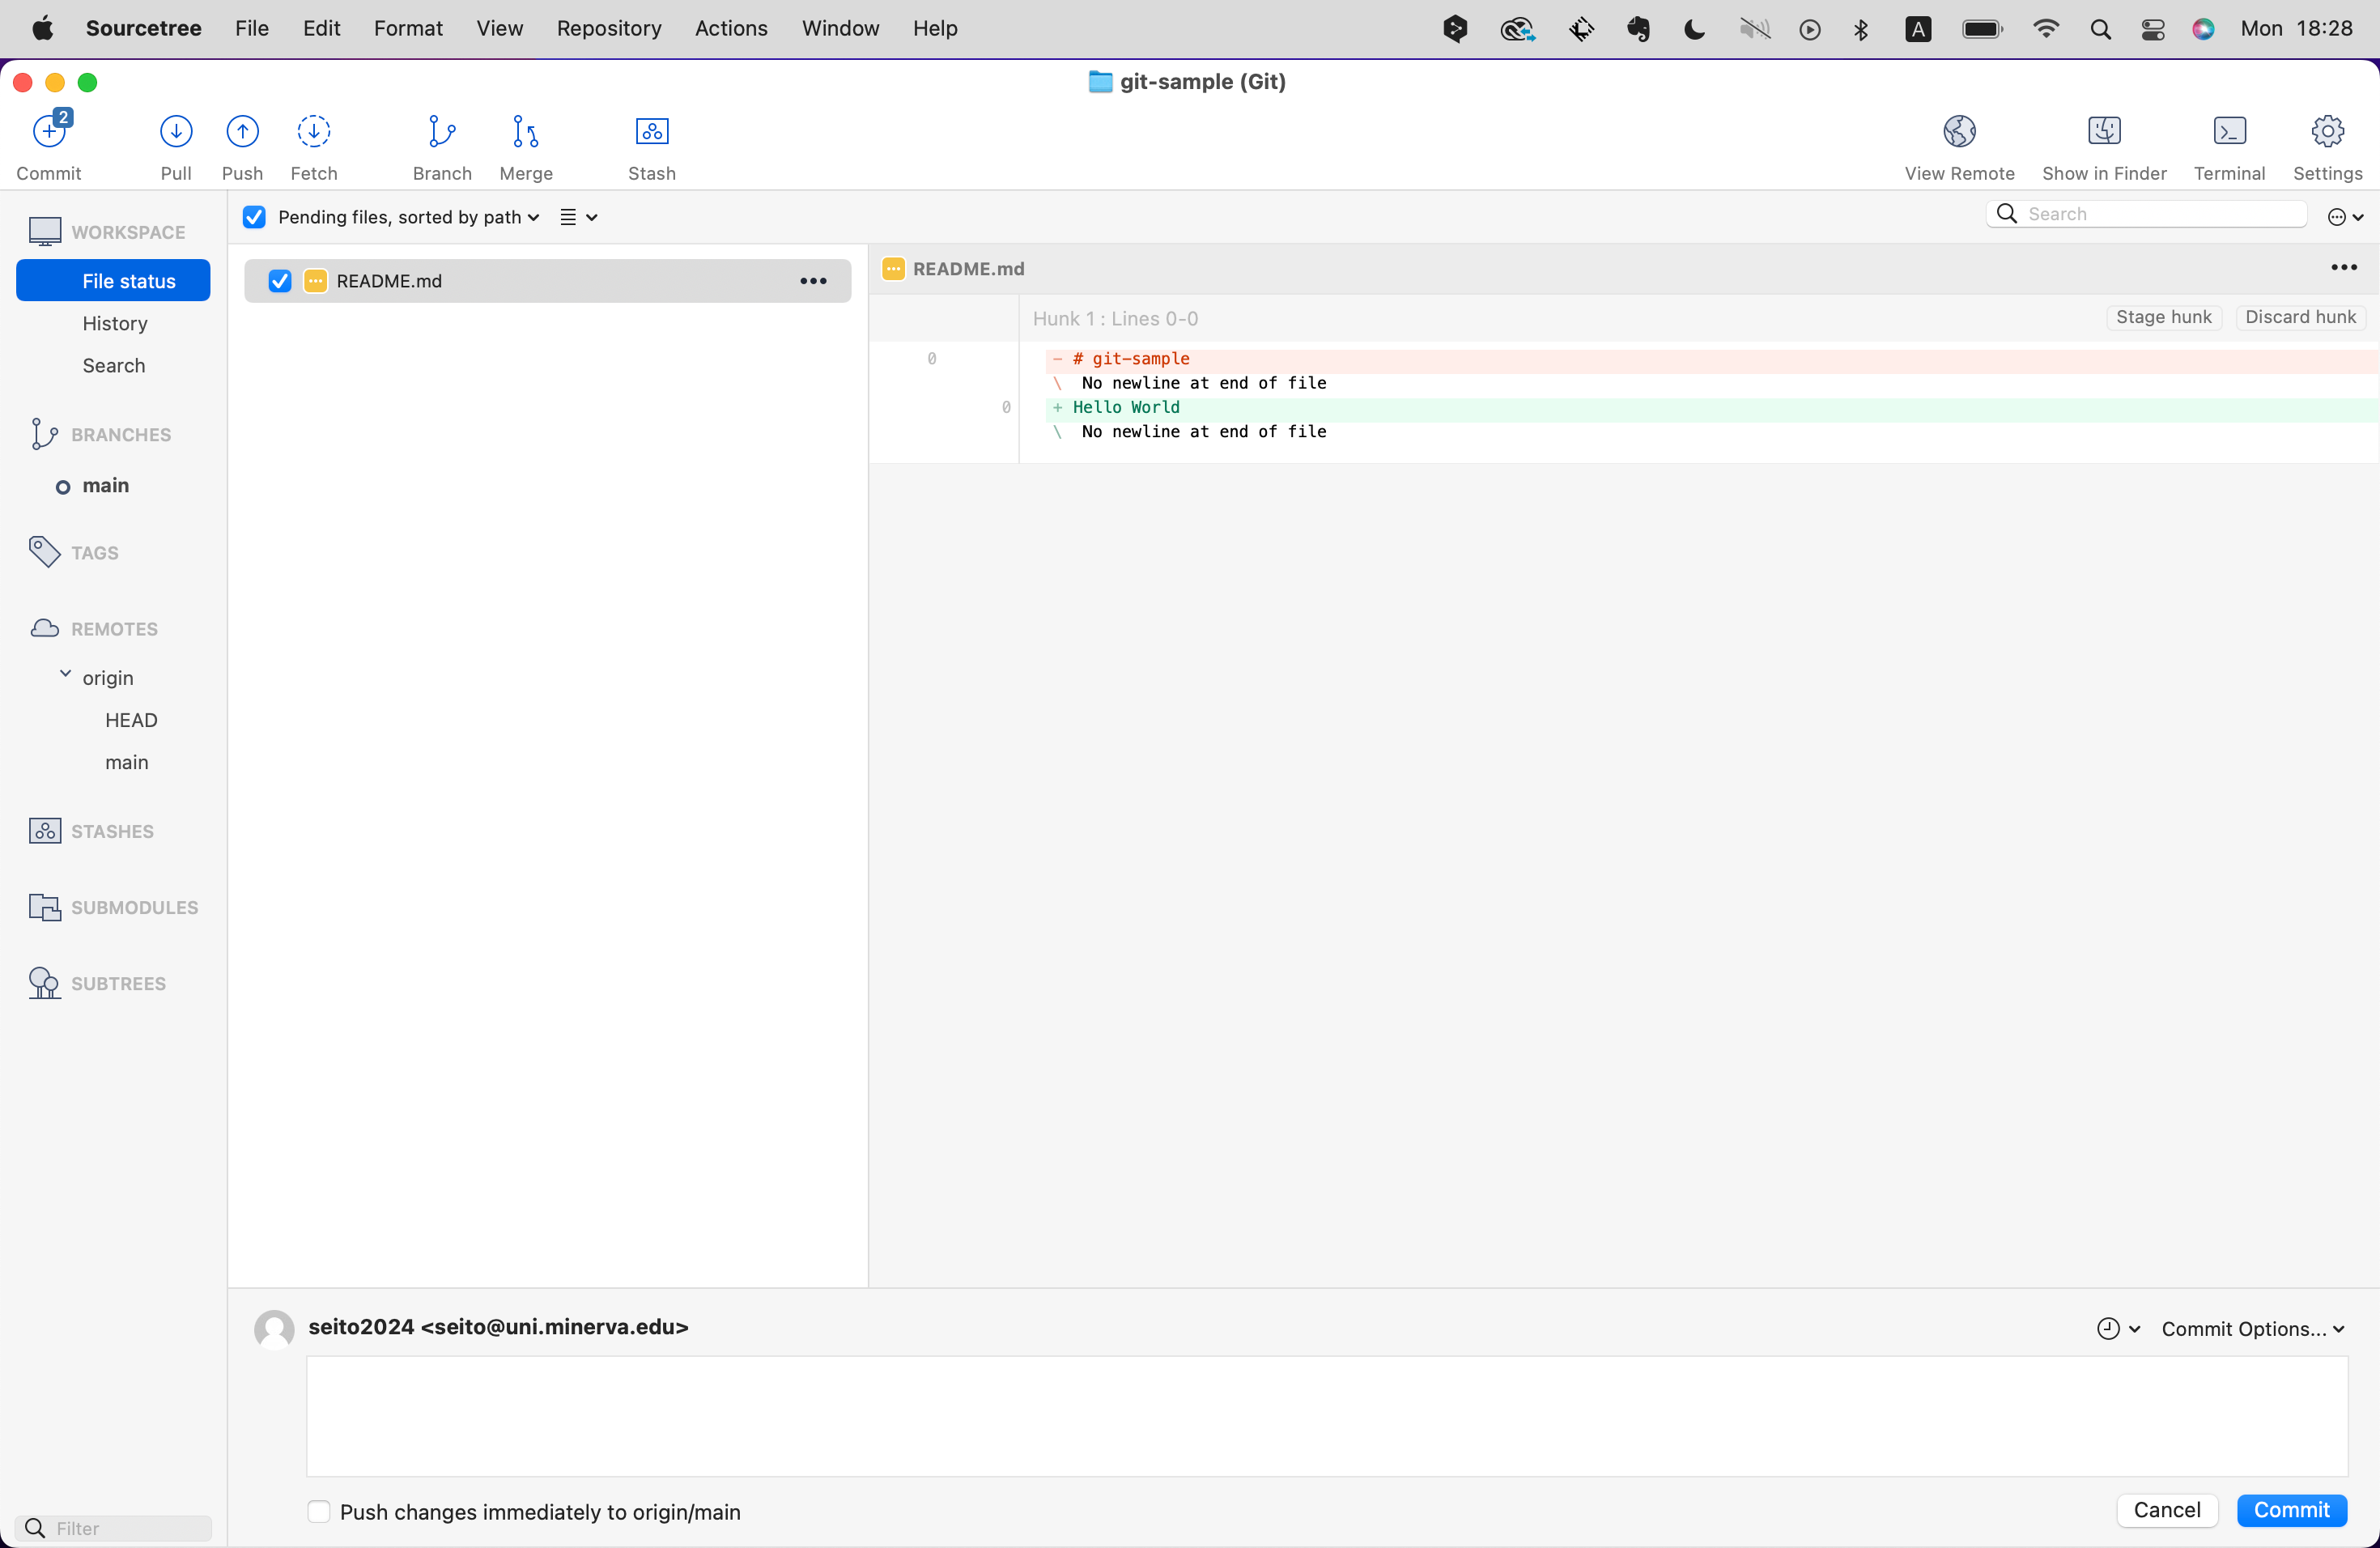 Sourcetree File Edit Format View Repository Actions Window Help A Mon 18:28
git-sample (Git)
2
Commit Pull Push Fetch Branch Merge Stash View Remote Show in Finder Terminal Settings
WORKSPACE
File status
History
Search
BRANCHES
main
TAGS
REMOTES
origin
HEAD
main
STASHES
SUBMODULES
SUBTREES
Filter
Pending files, sorted by path
Search
README.md
README.md
Hunk 1 : Lines 0-0 Stage hunk Discard hunk
0 - # git-sample
\ No newline at end of file
0 + Hello World
\ No newline at end of file
seito2024 <seito@uni.minerva.edu>
Commit Options...
Push changes immediately to origin/main
Cancel Commit